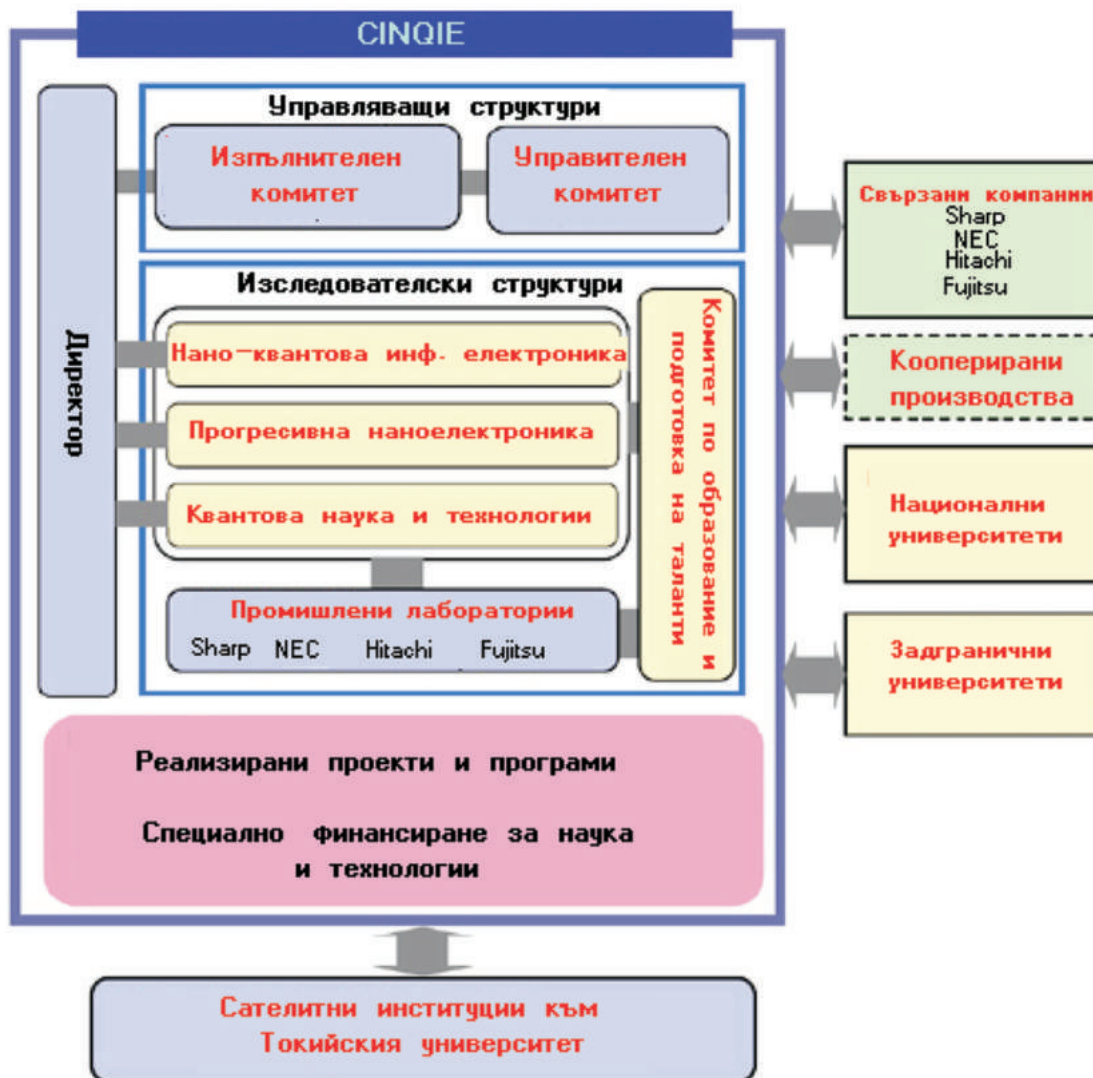 CINQIE
Управляващи структури
Изпълнителен
комитет
Управителен
комитет
Директор
Изследователски структури
Нано-квантова инф. електроника
Прогресивна наноелектроника
Квантова наука и технологии
Комитет по образование и
подготовка на таланти
Промишлени лаборатории
Sharp NEC Hitachi Fujitsu
Реализирани проекти и програми
Специално финансиране за наука
и технологии
Свързани компании
Sharp
NEC
Hitachi
Fujitsu
Кооперирани
производства
Национални
университети
Задгранични
университети
Сателитни институции към
Токийския университет